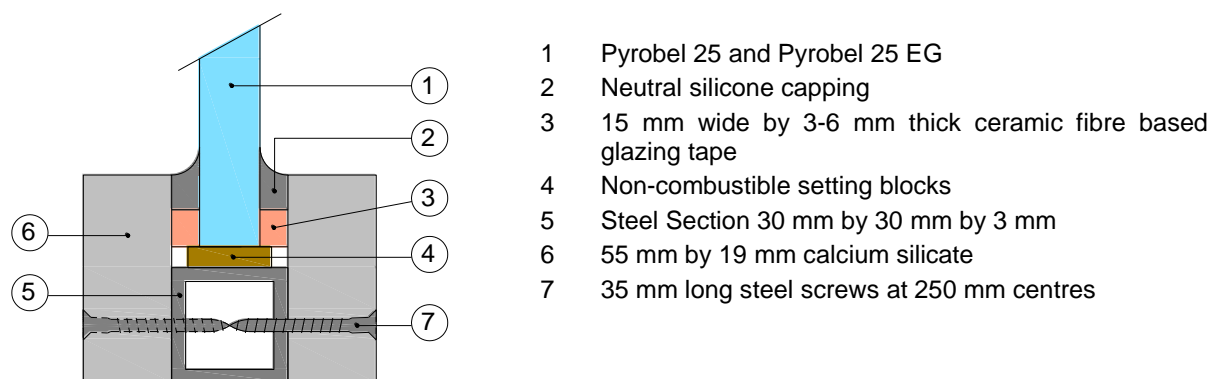 1 Pyrobel 25 and Pyrobel 25 EG
2 Neutral silicone capping
3 15 mm wide by 3-6 mm thick ceramic fibre based
glazing tape
4 Non-combustible setting blocks
5 Steel Section 30 mm by 30 mm by 3 mm
6 55 mm by 19 mm calcium silicate
7 35 mm long steel screws at 250 mm centres
1
2
3
6
4
5
7